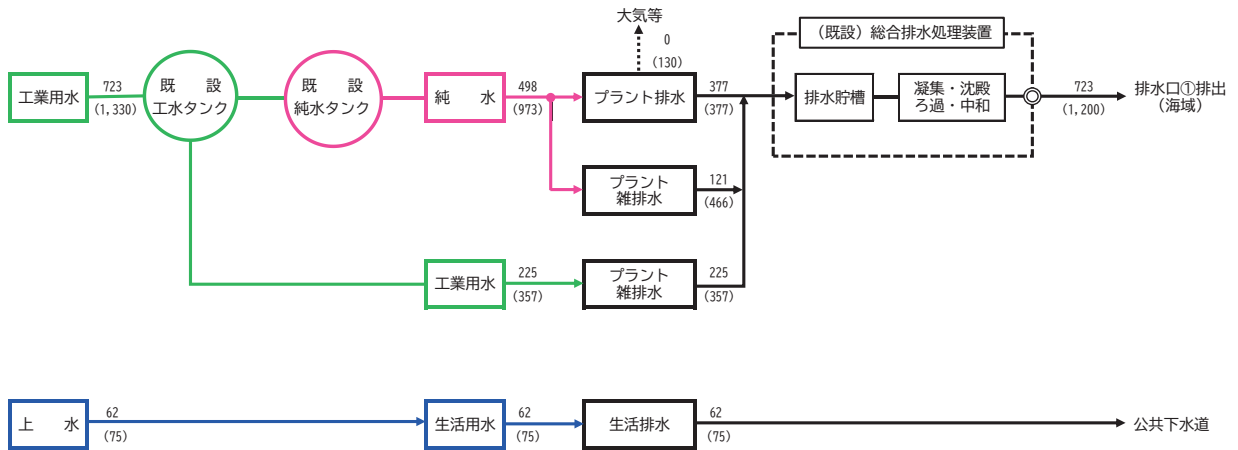 大気等
0
(130)
(既設)総合排水処理装置
工業用水
723
(1,330)
既　設
工水タンク
既　設
純水タンク
純　水
498
(973)
プラント排水
377
(377)
排水貯槽
凝集・沈殿
ろ過・中和
723
(1,200)
排水口①排出
(海域)
プラント
雑排水
121
(466)
工業用水
225
(357)
プラント
雑排水
225
(357)
上　水
62
(75)
生活用水
62
(75)
生活排水
62
(75)
公共下水道